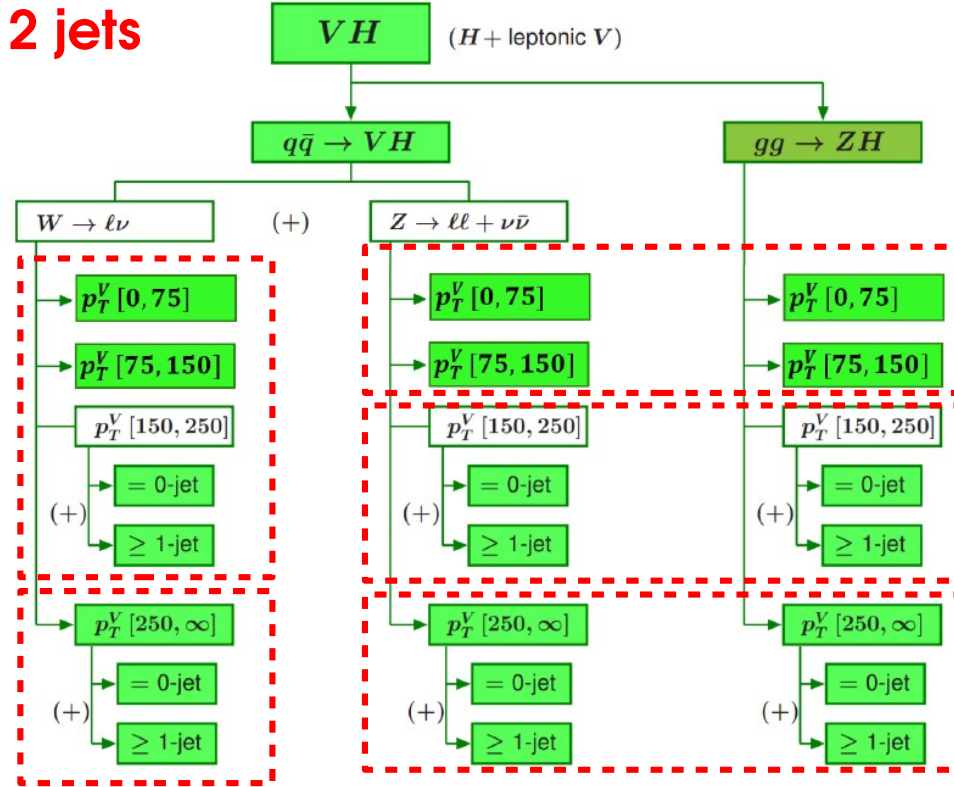 2 jets
VH
(H + leptonic V)
qq̄ → VH
gg → ZH
W → ℓν
(+)
Z → ℓℓ + νν̄
p_T^V [0, 75]
p_T^V [75, 150]
p_T^V [150, 250]
= 0-jet
(+)
≥ 1-jet
p_T^V [250, ∞]
= 0-jet
(+)
≥ 1-jet
p_T^V [0, 75]
p_T^V [75, 150]
p_T^V [150, 250]
= 0-jet
(+)
≥ 1-jet
p_T^V [250, ∞]
= 0-jet
(+)
≥ 1-jet
p_T^V [0, 75]
p_T^V [75, 150]
p_T^V [150, 250]
= 0-jet
(+)
≥ 1-jet
p_T^V [250, ∞]
= 0-jet
(+)
≥ 1-jet